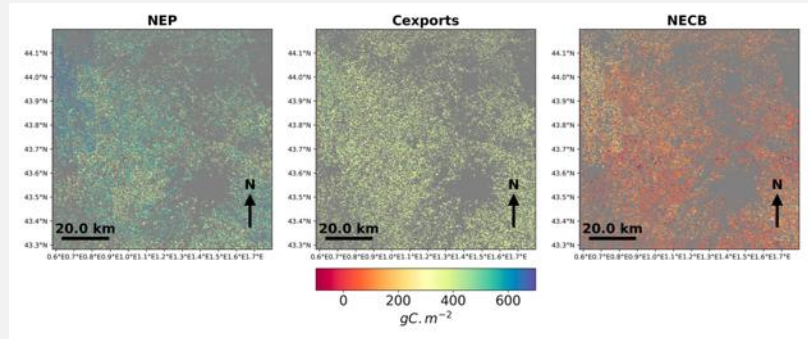 NEP
Cexports
NECB
44.1°N
44.0°N
43.9°N
43.8°N
43.7°N
43.6°N
43.5°N
43.4°N
43.3°N
N
20.0 km
0.6°E0.7°E0.8°E0.9°E1.0°E1.1°E1.2°E1.3°E1.4°E1.5°E1.6°E1.7°E
44.1°N
44.0°N
43.9°N
43.8°N
43.7°N
43.6°N
43.5°N
43.4°N
43.3°N
N
20.0 km
0.6°E0.7°E0.8°E0.9°E1.0°E1.1°E1.2°E1.3°E1.4°E1.5°E1.6°E1.7°E
44.1°N
44.0°N
43.9°N
43.8°N
43.7°N
43.6°N
43.5°N
43.4°N
43.3°N
N
20.0 km
0.6°E0.7°E0.8°E0.9°E1.0°E1.1°E1.2°E1.3°E1.4°E1.5°E1.6°E1.7°E
0 200 400 600
gC.m⁻²